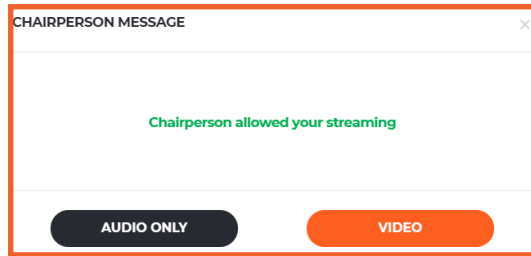 CHAIRPERSON MESSAGE
Chairperson allowed your streaming
AUDIO ONLY
VIDEO